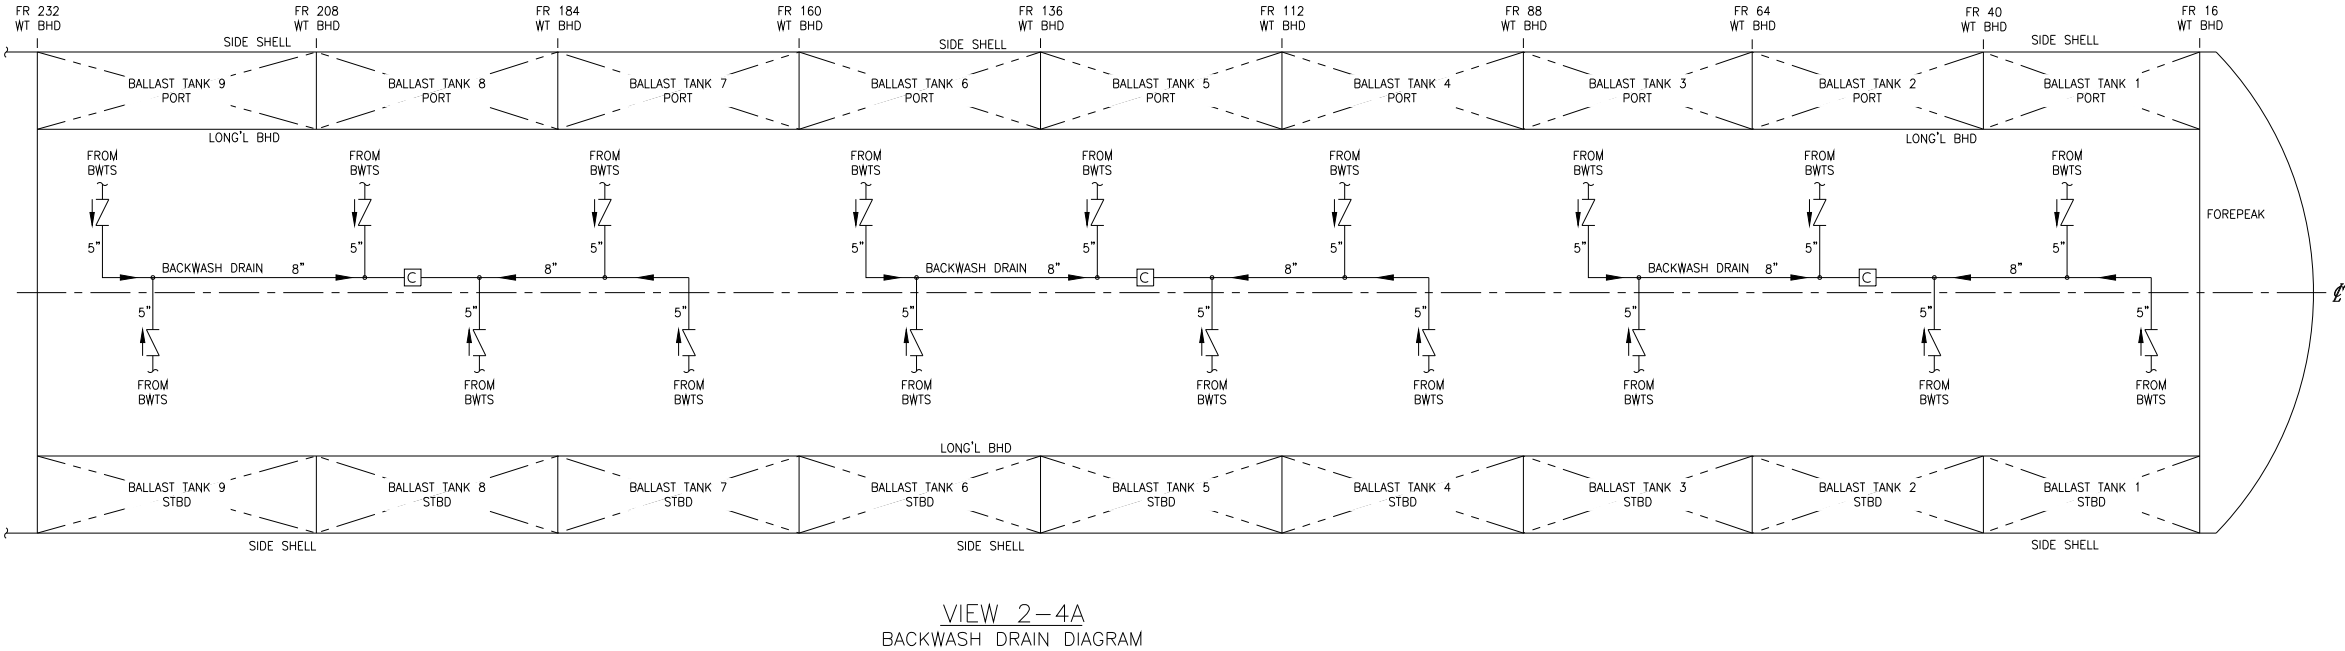 FR 232 FR 208 FR 184 FR 160 FR 136 FR 112 FR 88 FR 64 FR 40 FR 16
WT BHD WT BHD WT BHD WT BHD WT BHD WT BHD WT BHD WT BHD WT BHD WT BHD
SIDE SHELL SIDE SHELL SIDE SHELL
BALLAST TANK 9 BALLAST TANK 8 BALLAST TANK 7 BALLAST TANK 6 BALLAST TANK 5 BALLAST TANK 4 BALLAST TANK 3 BALLAST TANK 2 BALLAST TANK 1
PORT PORT PORT PORT PORT PORT PORT PORT PORT
LONG'L BHD LONG'L BHD
FROM FROM FROM FROM FROM FROM FROM FROM FROM
BWTS BWTS BWTS BWTS BWTS BWTS BWTS BWTS BWTS
FOREPEAK
5" 5" 5" 5" 5" 5" 5" 5" 5"
BACKWASH DRAIN 8" 8" BACKWASH DRAIN 8" 8" BACKWASH DRAIN 8" 8"
C C C
℄
5" 5" 5" 5" 5" 5" 5" 5" 5"
FROM FROM FROM FROM FROM FROM FROM FROM FROM
BWTS BWTS BWTS BWTS BWTS BWTS BWTS BWTS BWTS
LONG'L BHD
BALLAST TANK 9 BALLAST TANK 8 BALLAST TANK 7 BALLAST TANK 6 BALLAST TANK 5 BALLAST TANK 4 BALLAST TANK 3 BALLAST TANK 2 BALLAST TANK 1
STBD STBD STBD STBD STBD STBD STBD STBD STBD
SIDE SHELL SIDE SHELL SIDE SHELL
VIEW 2-4A
BACKWASH DRAIN DIAGRAM